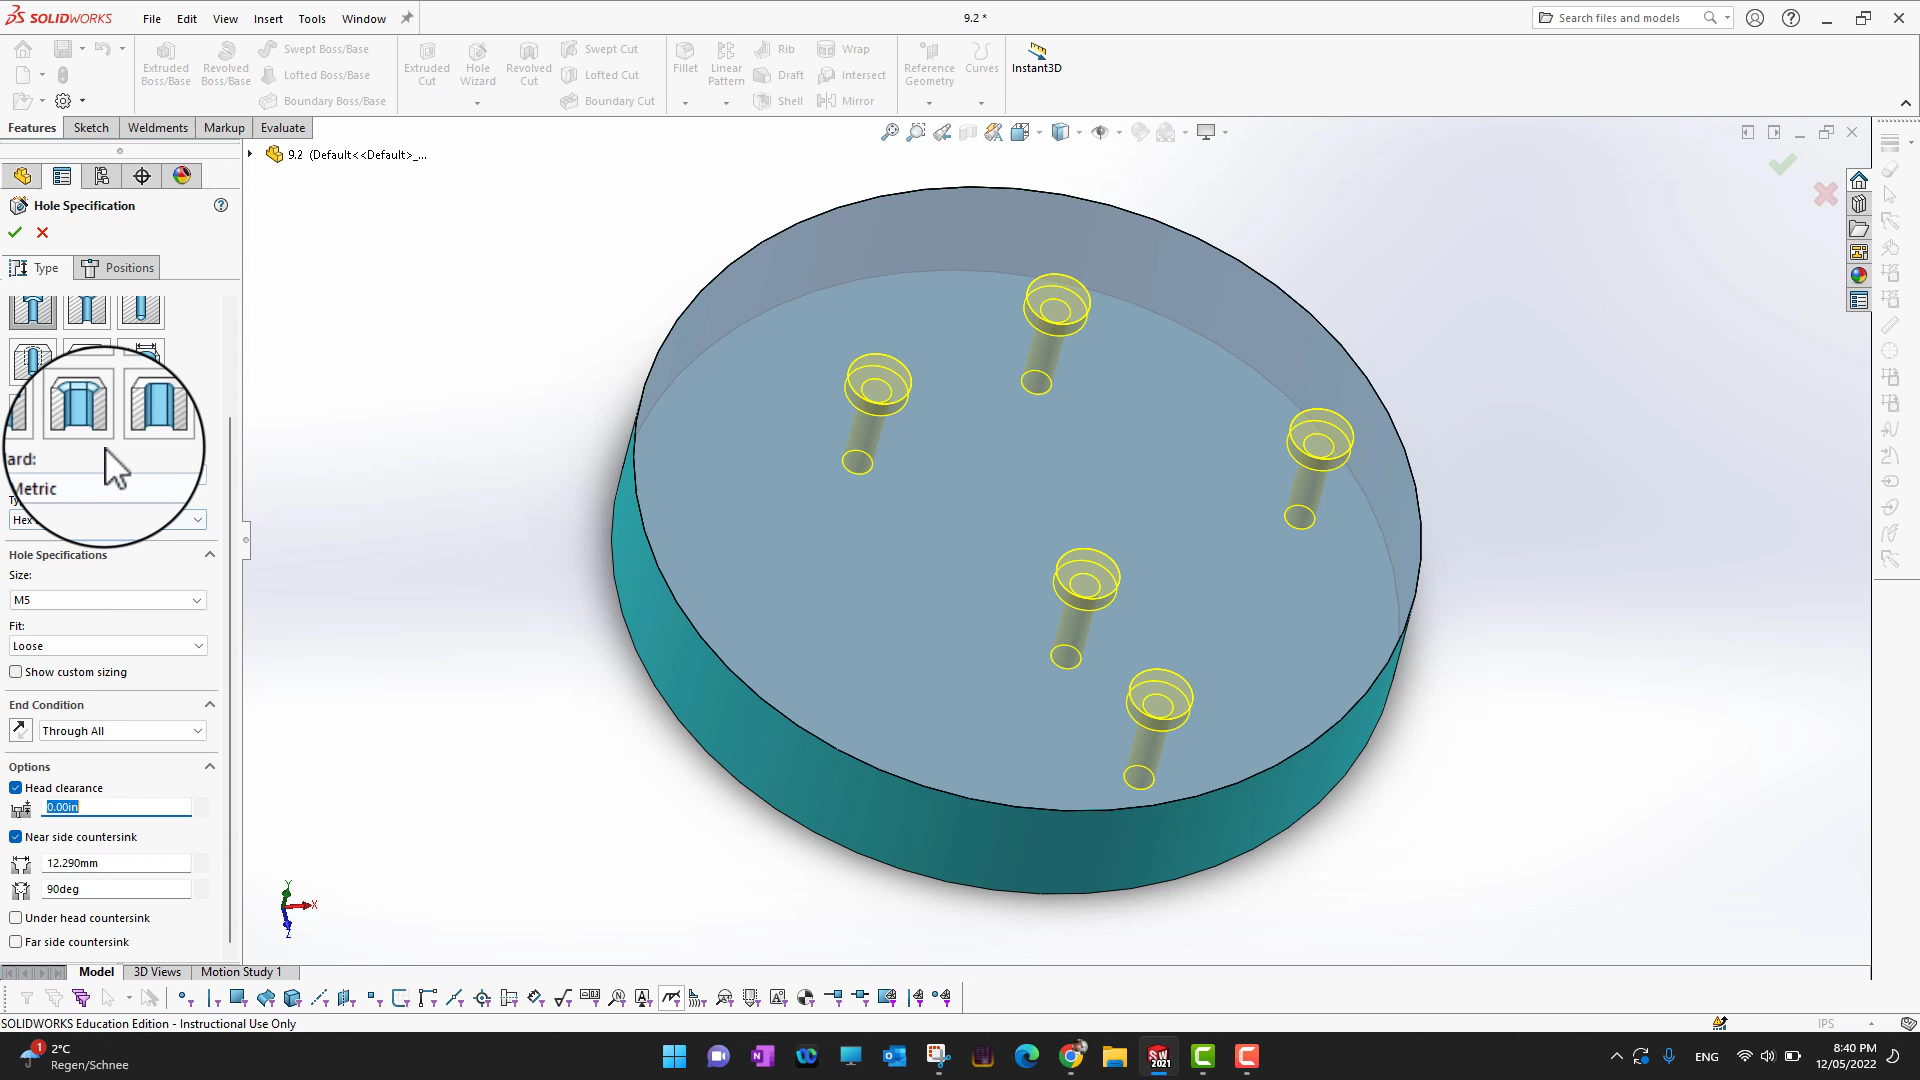 SOLIDWORKS File Edit View Insert Tools Window 9.2 * Search files and models
Extruded Boss/Base Revolved Boss/Base Swept Boss/Base Lofted Boss/Base Boundary Boss/Base Extruded Cut Hole Wizard Revolved Cut Swept Cut Lofted Cut Boundary Cut Fillet Linear Pattern Rib Draft Shell Wrap Intersect Mirror Reference Geometry Curves Instant3D
Features Sketch Weldments Markup Evaluate
9.2 (Default<<Default>_...
Hole Specification
Type Positions
ard:
Metric
Ty
Hex
Hole Specifications
Size:
M5
Fit:
Loose
Show custom sizing
End Condition
Through All
Options
Head clearance
0.00in
Near side countersink
12.290mm
90deg
Under head countersink
Far side countersink
Y
X
Z
Model 3D Views Motion Study 1
SOLIDWORKS Education Edition - Instructional Use Only IPS
1 2°C
Regen/Schnee
SW 2021
ENG
8:40 PM
12/05/2022